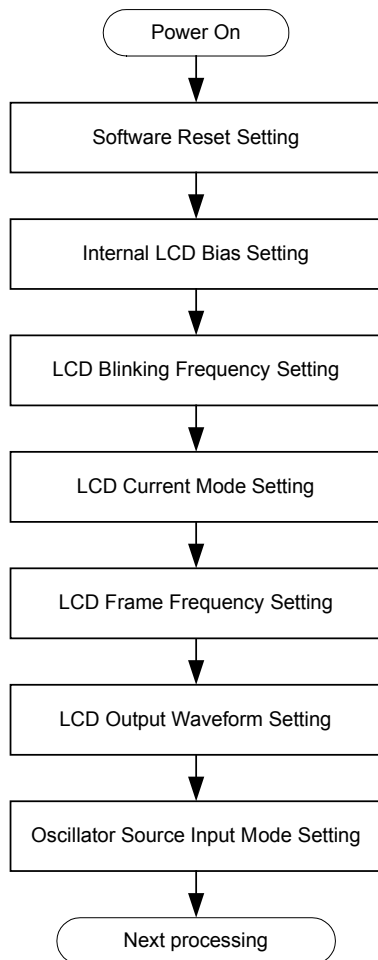 Power On
Software Reset Setting
Internal LCD Bias Setting
LCD Blinking Frequency Setting
LCD Current Mode Setting
LCD Frame Frequency Setting
LCD Output Waveform Setting
Oscillator Source Input Mode Setting
Next processing